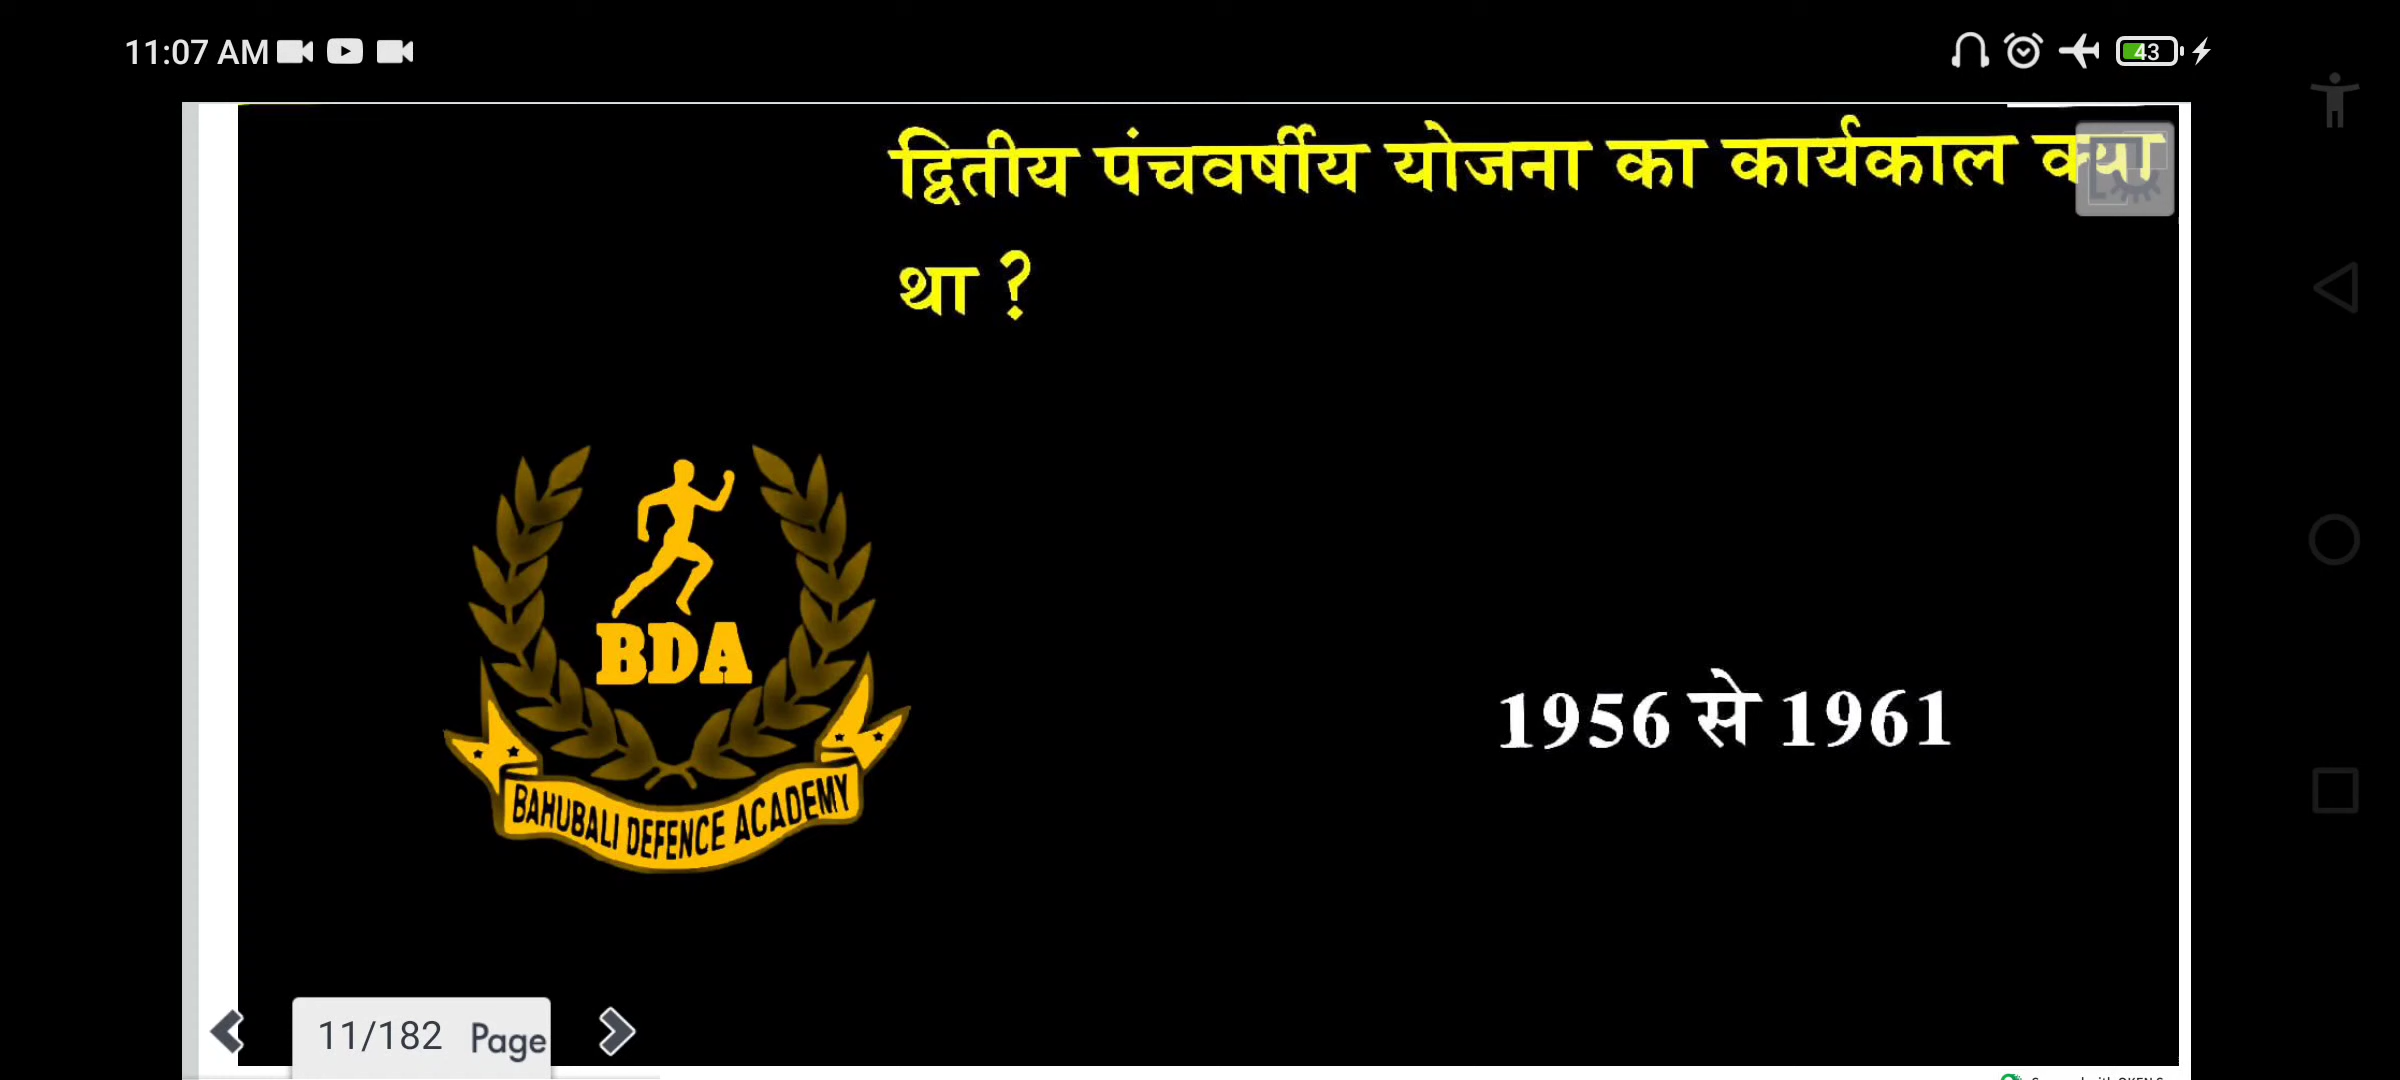 11:07 AM
43
द्वितीय पंचवर्षीय योजना का कार्यकाल क्या
था ?
BDA
BAHUBALI DEFENCE ACADEMY
1956 से 1961
11/182 Page